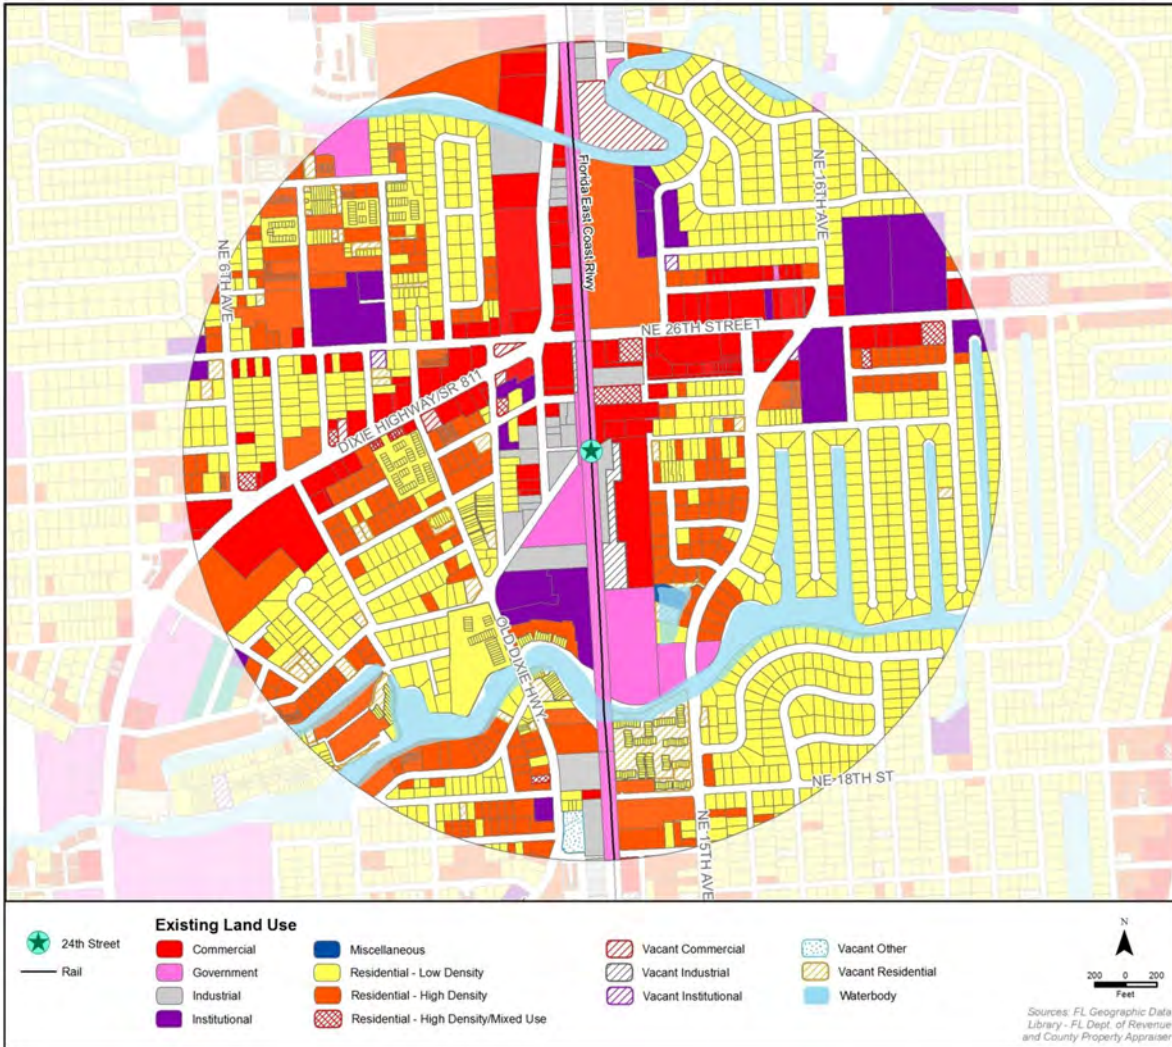 Florida East Coast Rlwy
NE 16TH AVE
NE 6TH AVE
NE 26TH STREET
DIXIE HIGHWAY/SR 811
OLD DIXIE HWY
NE 18TH ST
NE 15TH AVE
24th Street
Rail
Existing Land Use
Commercial
Government
Industrial
Institutional
Miscellaneous
Residential - Low Density
Residential - High Density
Residential - High Density/Mixed Use
Vacant Commercial
Vacant Industrial
Vacant Institutional
Vacant Other
Vacant Residential
Waterbody
N
200 0 200
Feet
Sources: FL Geographic Data
Library - FL Dept. of Revenue
and County Property Appraiser